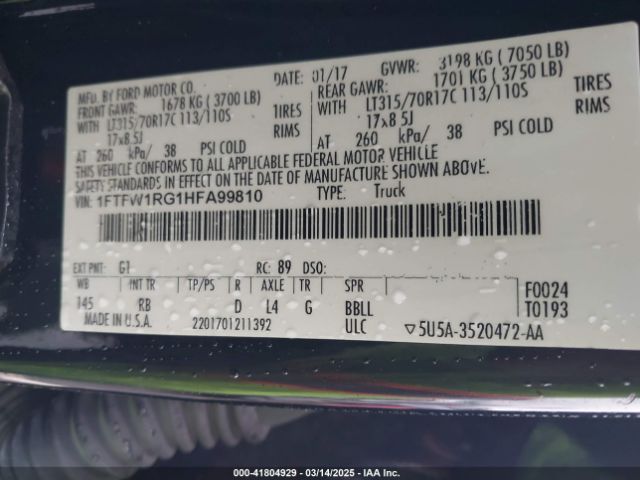 MFG. BY FORD MOTOR CO.
DATE: 01/17 GVWR: 3198 KG ( 7050 LB)
FRONT GAWR: 1678 KG ( 3700 LB) REAR GAWR: 1701 KG ( 3750 LB)
WITH LT315/70R17C 113/110S TIRES WITH LT315/70R17C 113/110S TIRES
17x8.5J RIMS 17x8.5J RIMS
AT 260 kPa/ 38 PSI COLD AT 260 kPa/ 38 PSI COLD
THIS VEHICLE CONFORMS TO ALL APPLICABLE FEDERAL MOTOR VEHICLE
SAFETY STANDARDS IN EFFECT ON THE DATE OF MANUFACTURE SHOWN ABOVE.
VIN: 1FTFW1RG1HFA99810 TYPE: Truck
EXT PNT: G1 RC: 89 DSO:
WB INT TR TP/PS R AXLE TR SPR F0024
145 RB D L4 G BBLL T0193
MADE IN U.S.A. 2201701211392 ULC ▽5U5A-3520472-AA
000-41804929 - 03/14/2025 - IAA Inc.